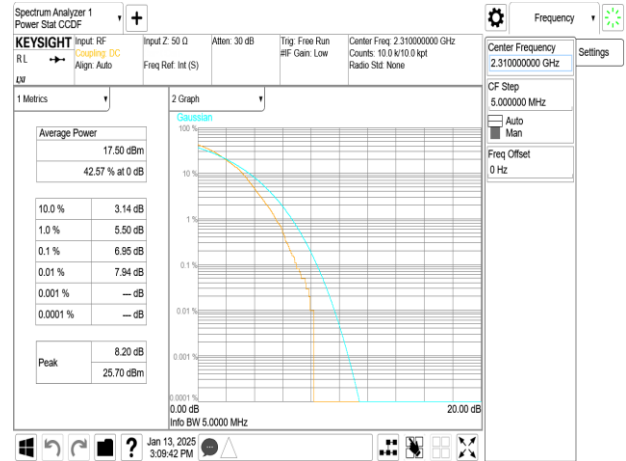 Spectrum Analyzer 1
Power Stat CCDF
+
Frequency
KEYSIGHT
RL
LXI
Input: RF
Coupling: DC
Align: Auto
Input Z: 50 Ω
Freq Ref: Int (S)
Atten: 30 dB
Trig: Free Run
#IF Gain: Low
Center Freq: 2.310000000 GHz
Counts: 10.0 k/10.0 kpt
Radio Std: None
Center Frequency
2.310000000 GHz
Settings
CF Step
5.000000 MHz
Auto
Man
Freq Offset
0 Hz
1 Metrics
Average Power
17.50 dBm
42.57 % at 0 dB
10.0 % 3.14 dB
1.0 % 5.50 dB
0.1 % 6.95 dB
0.01 % 7.94 dB
0.001 % --- dB
0.0001 % --- dB
Peak
8.20 dB
25.70 dBm
2 Graph
Gaussian
100 %
10 %
1 %
0.1 %
0.01 %
0.001 %
0.0001 %
0.00 dB 20.00 dB
Info BW 5.0000 MHz
?
Jan 13, 2025
3:09:42 PM